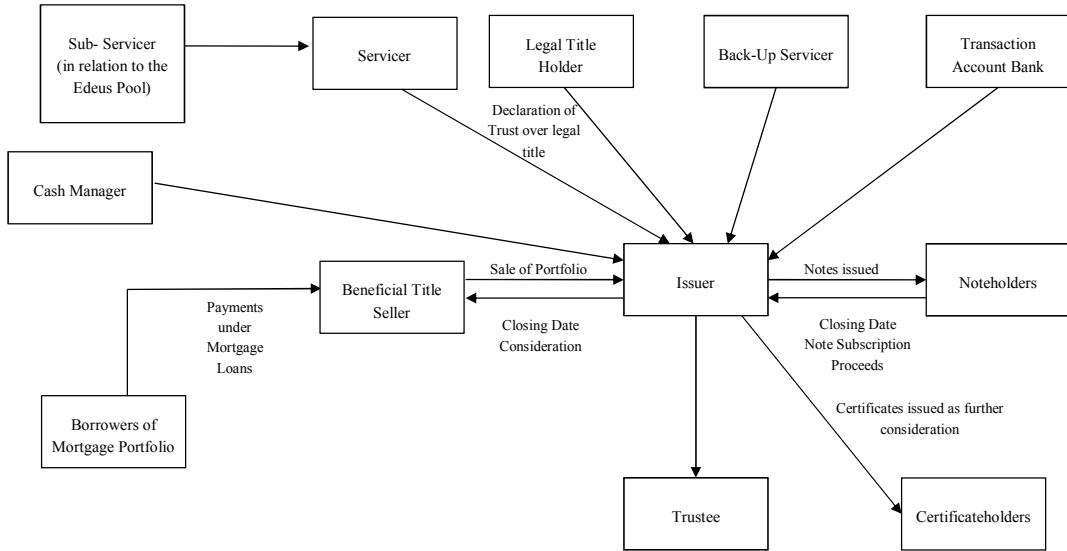 Sub- Servicer
(in relation to the
Edeus Pool)
Servicer
Legal Title
Holder
Back-Up Servicer
Transaction
Account Bank
Declaration of
Trust over legal
title
Cash Manager
Beneficial Title
Seller
Sale of Portfolio
Issuer
Notes issued
Noteholders
Payments
under
Mortgage
Loans
Closing Date
Consideration
Closing Date
Note Subscription
Proceeds
Borrowers of
Mortgage Portfolio
Certificates issued as further
consideration
Trustee
Certificateholders